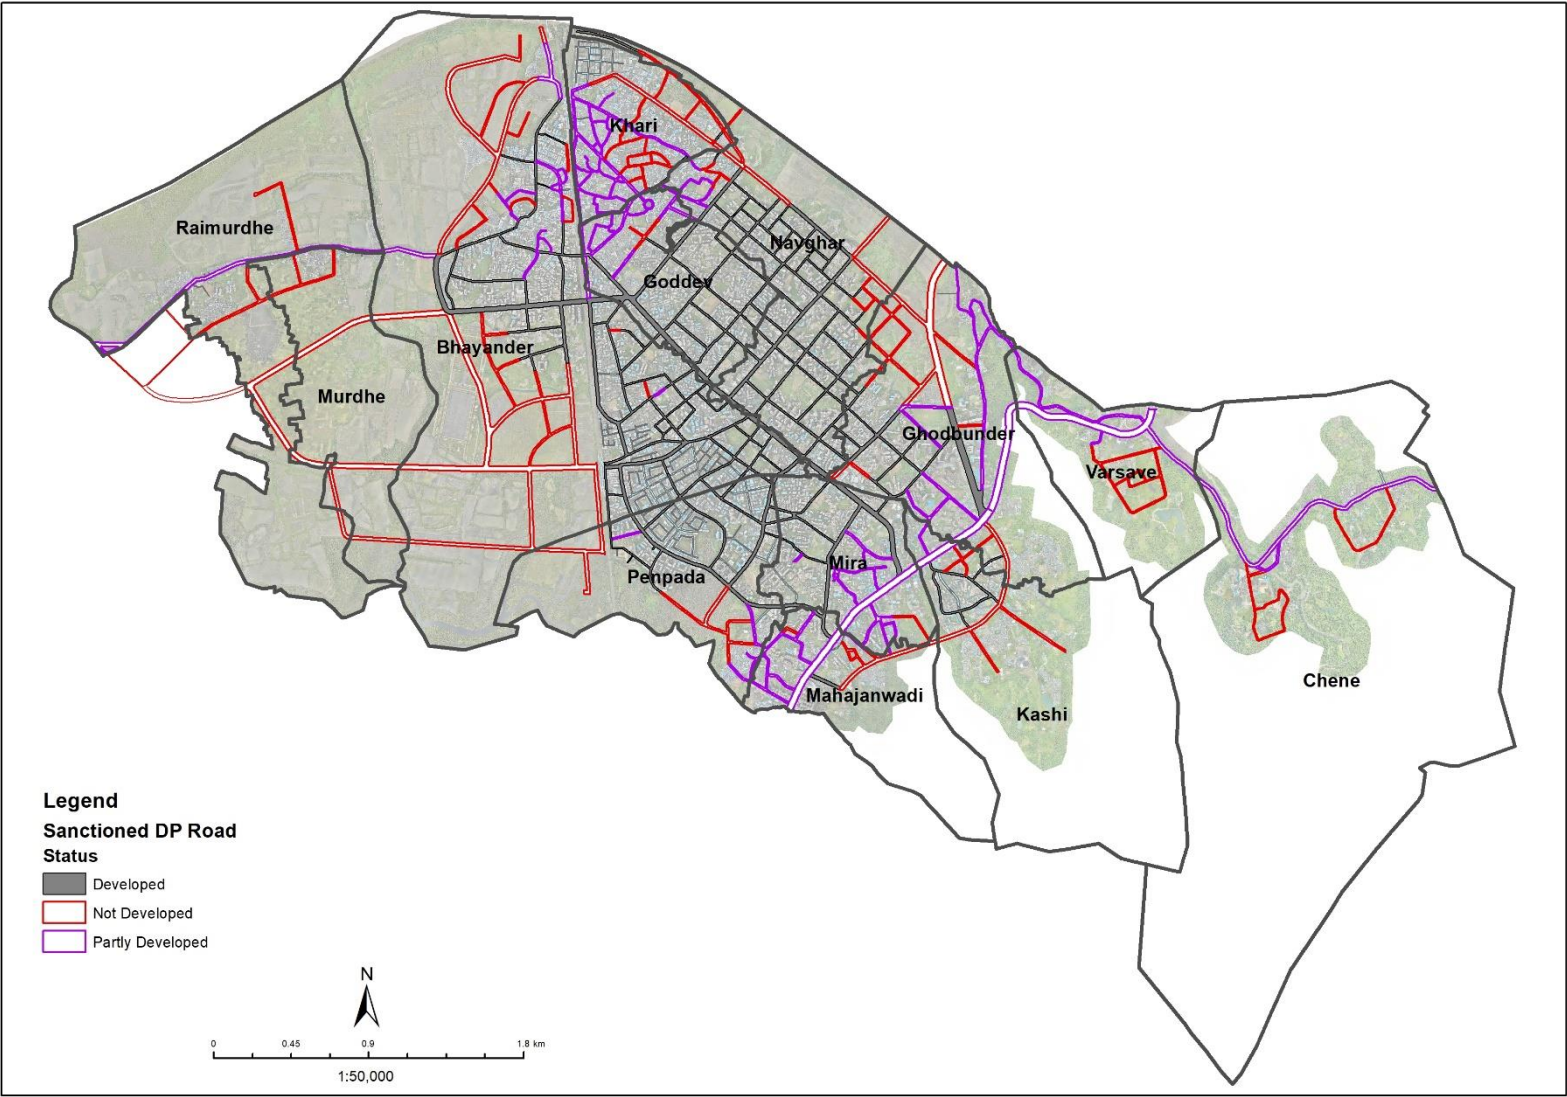 Khari
Raimurdhe
Navghar
Goddev
Bhayander
Murdhe
Ghodbunder
Varsave
Mira
Penpada
Chene
Mahajanwadi
Kashi
Legend
Sanctioned DP Road
Status
Developed
Not Developed
Partly Developed
N
0 0.45 0.9 1.8 km
1:50,000